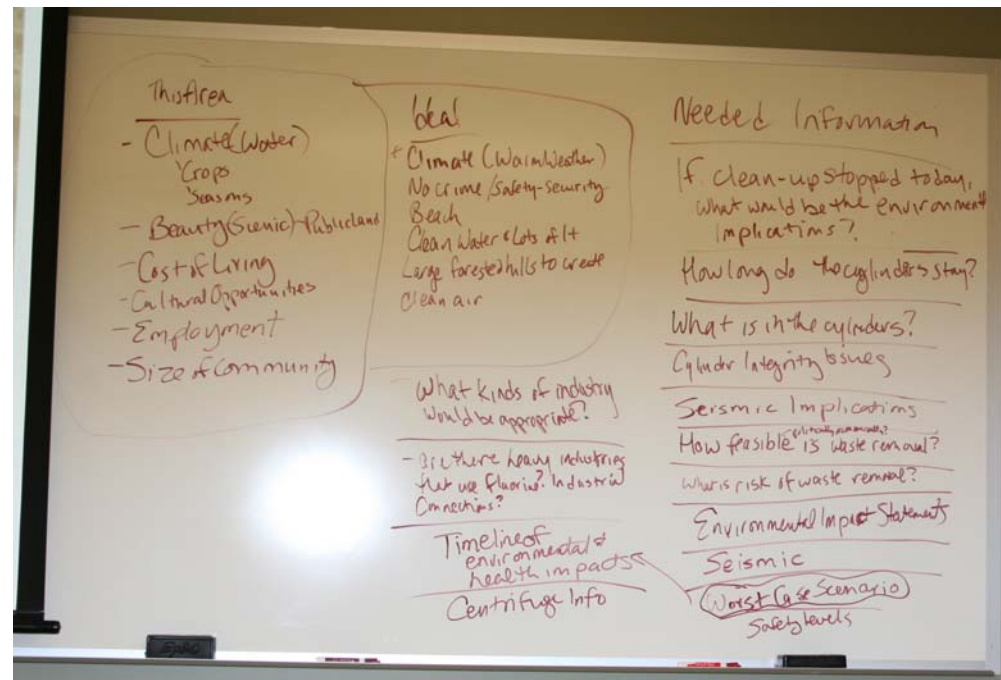 This Area
- Climate (Water)
'Crops
'Seasons
- Beauty (Scenic) - Public Land
- Cost of Living
- Cultural Opportunities
- Employment
- Size of Community
Ideal
+ Climate (Warm Weather)
No crime / Safety-security
Beach
Clean Water & Lots of It
Large forested hills to create
clean air
What kinds of industry
would be appropriate?
- Are there heavy industries
that use fluorine? Industrial
Connections?
Timeline of
environmental &
health impacts
Centrifuge Info
Needed Information
If clean-up stopped today,
what would be the environment
implications?
How long do the cyglinders stay?
What is in the cylinders?
Cylinder Integrity Issues
Seismic Implications
politically, economically?
How feasible is waste removal?
What is risk of waste removal?
Environmental Impact Statements
Seismic
Worst Case Scenario
Safety levels
EXPO